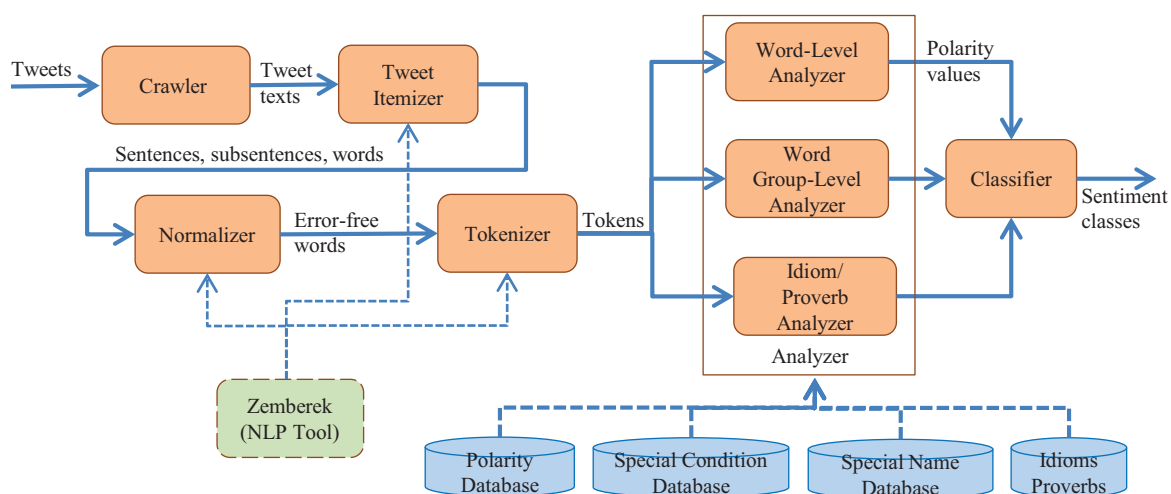 Tweets
Crawler
Tweet
texts
Tweet
Itemizer
Sentences, subsentences, words
Normalizer
Error-free
words
Tokenizer
Tokens
Word-Level
Analyzer
Word
Group-Level
Analyzer
Idiom/
Proverb
Analyzer
Analyzer
Polarity
values
Classifier
Sentiment
classes
Zemberek
(NLP Tool)
Polarity
Database
Special Condition
Database
Special Name
Database
Idioms
Proverbs